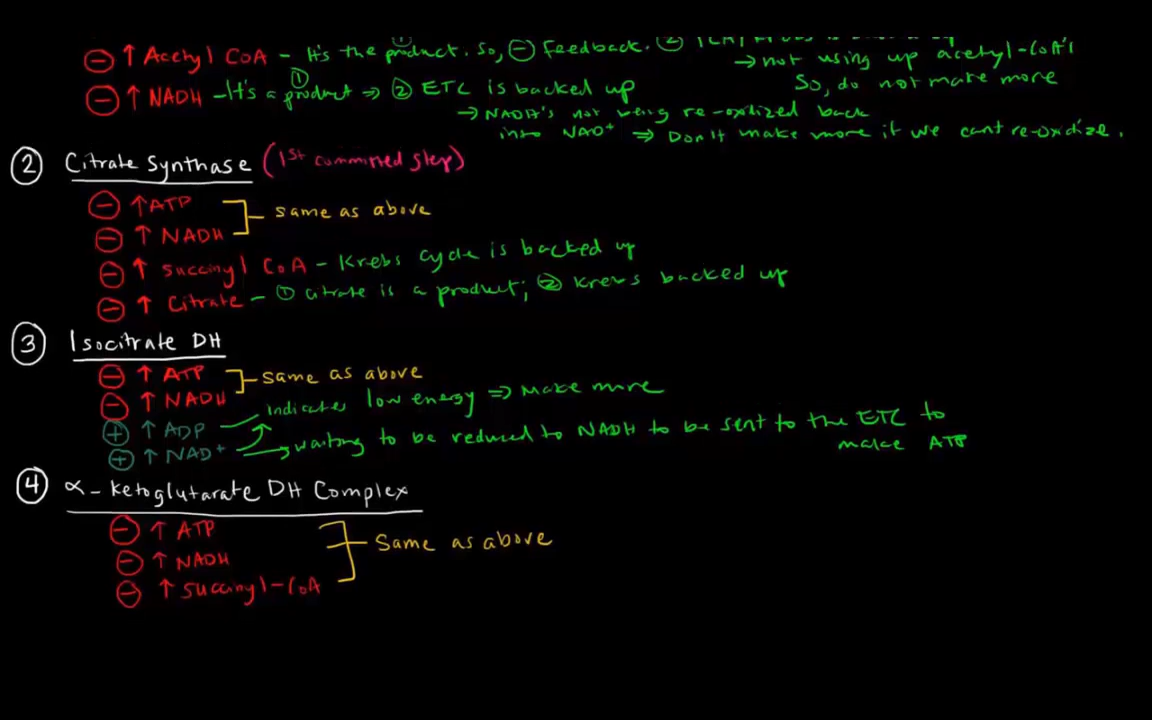 ⊖ ↑ Acetyl CoA - It's the product. So, ⊖ feedback. ②
→ not using up acetyl-CoA's
So, do not make more
⊖ ↑ NADH - It's a product ⇒ ② ETC is backed up
①
→ NADH's not being re-oxidized back
into NAD+ ⇒ Don't make more if we cant re-oxidize.
② Citrate Synthase (1st committed step)
⊖ ↑ ATP
⊖ ↑ NADH
same as above
⊖ ↑ Succinyl CoA - Krebs cycle is backed up
⊖ ↑ Citrate - ① citrate is a product; ② Krebs backed up
③ Isocitrate DH
⊖ ↑ ATP
⊖ ↑ NADH
same as above
⊕ ↑ ADP indicates low energy ⇒ Make more
⊕ ↑ NAD+ → waiting to be reduced to NADH to be sent to the ETC to
make ATP
④ α-ketoglutarate DH Complex
⊖ ↑ ATP
⊖ ↑ NADH
⊖ ↑ Succinyl-CoA
Same as above